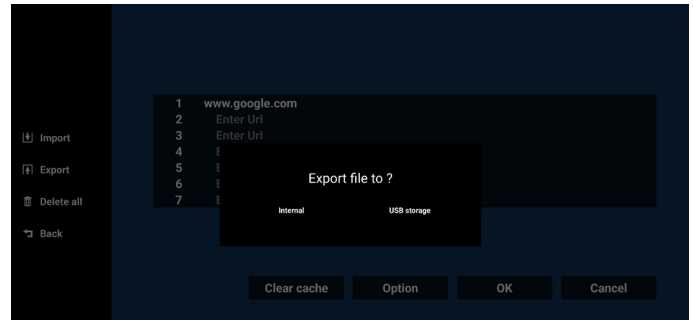 Import
Export
Delete all
Back
1 www.google.com
2 Enter Url
3 Enter Url
4 E
5 E
6 E
7 E
Export file to ?
Internal USB storage
Clear cache Option OK Cancel